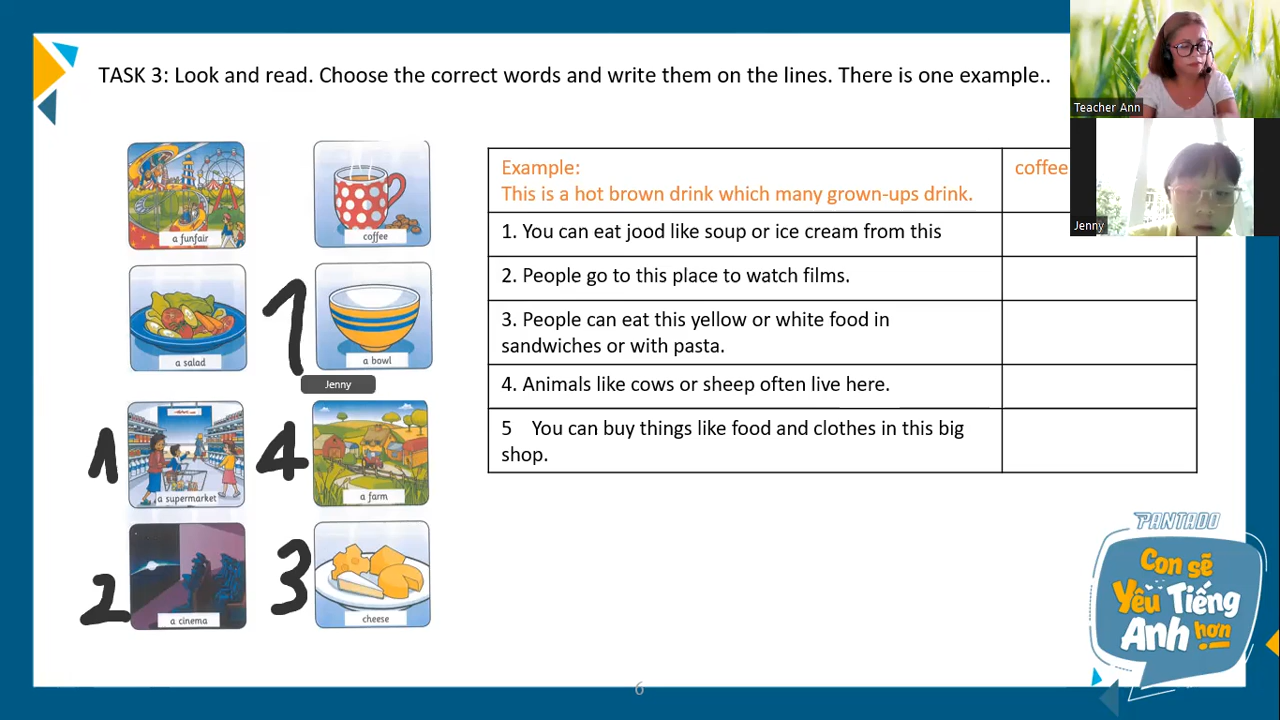 TASK 3: Look and read. Choose the correct words and write them on the lines. There is one example..
Teacher Ann
Jenny
a funfair
coffee
a salad
a bowl
1
Jenny
a supermarket
1
a farm
4
a cinema
2
cheese
3
Example:
This is a hot brown drink which many grown-ups drink.
coffee
1. You can eat jood like soup or ice cream from this
2. People go to this place to watch films.
3. People can eat this yellow or white food in
sandwiches or with pasta.
4. Animals like cows or sheep often live here.
5 You can buy things like food and clothes in this big
shop.
PANTADO
Con sẽ
Yêu Tiếng
Anh hơn
6